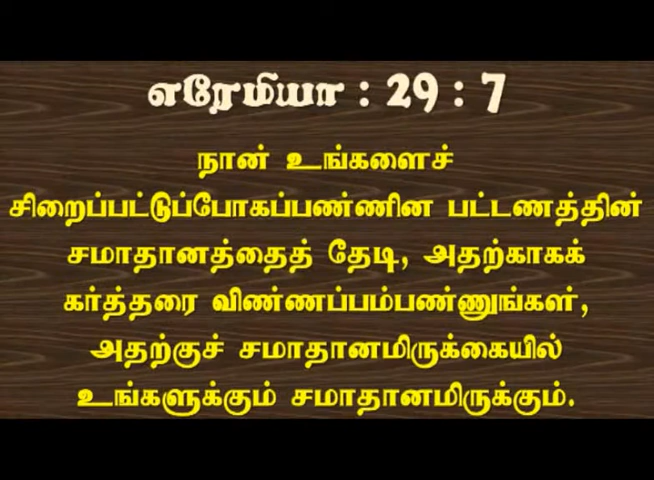 எரேமியா : 29 : 7
நான் உங்களைச்
சிறைப்பட்டுப்போகப்பண்ணின பட்டணத்தின்
சமாதானத்தைத் தேடி, அதற்காகக்
கர்த்தரை விண்ணப்பம்பண்ணுங்கள்,
அதற்குச் சமாதானமிருக்கையில்
உங்களுக்கும் சமாதானமிருக்கும்.